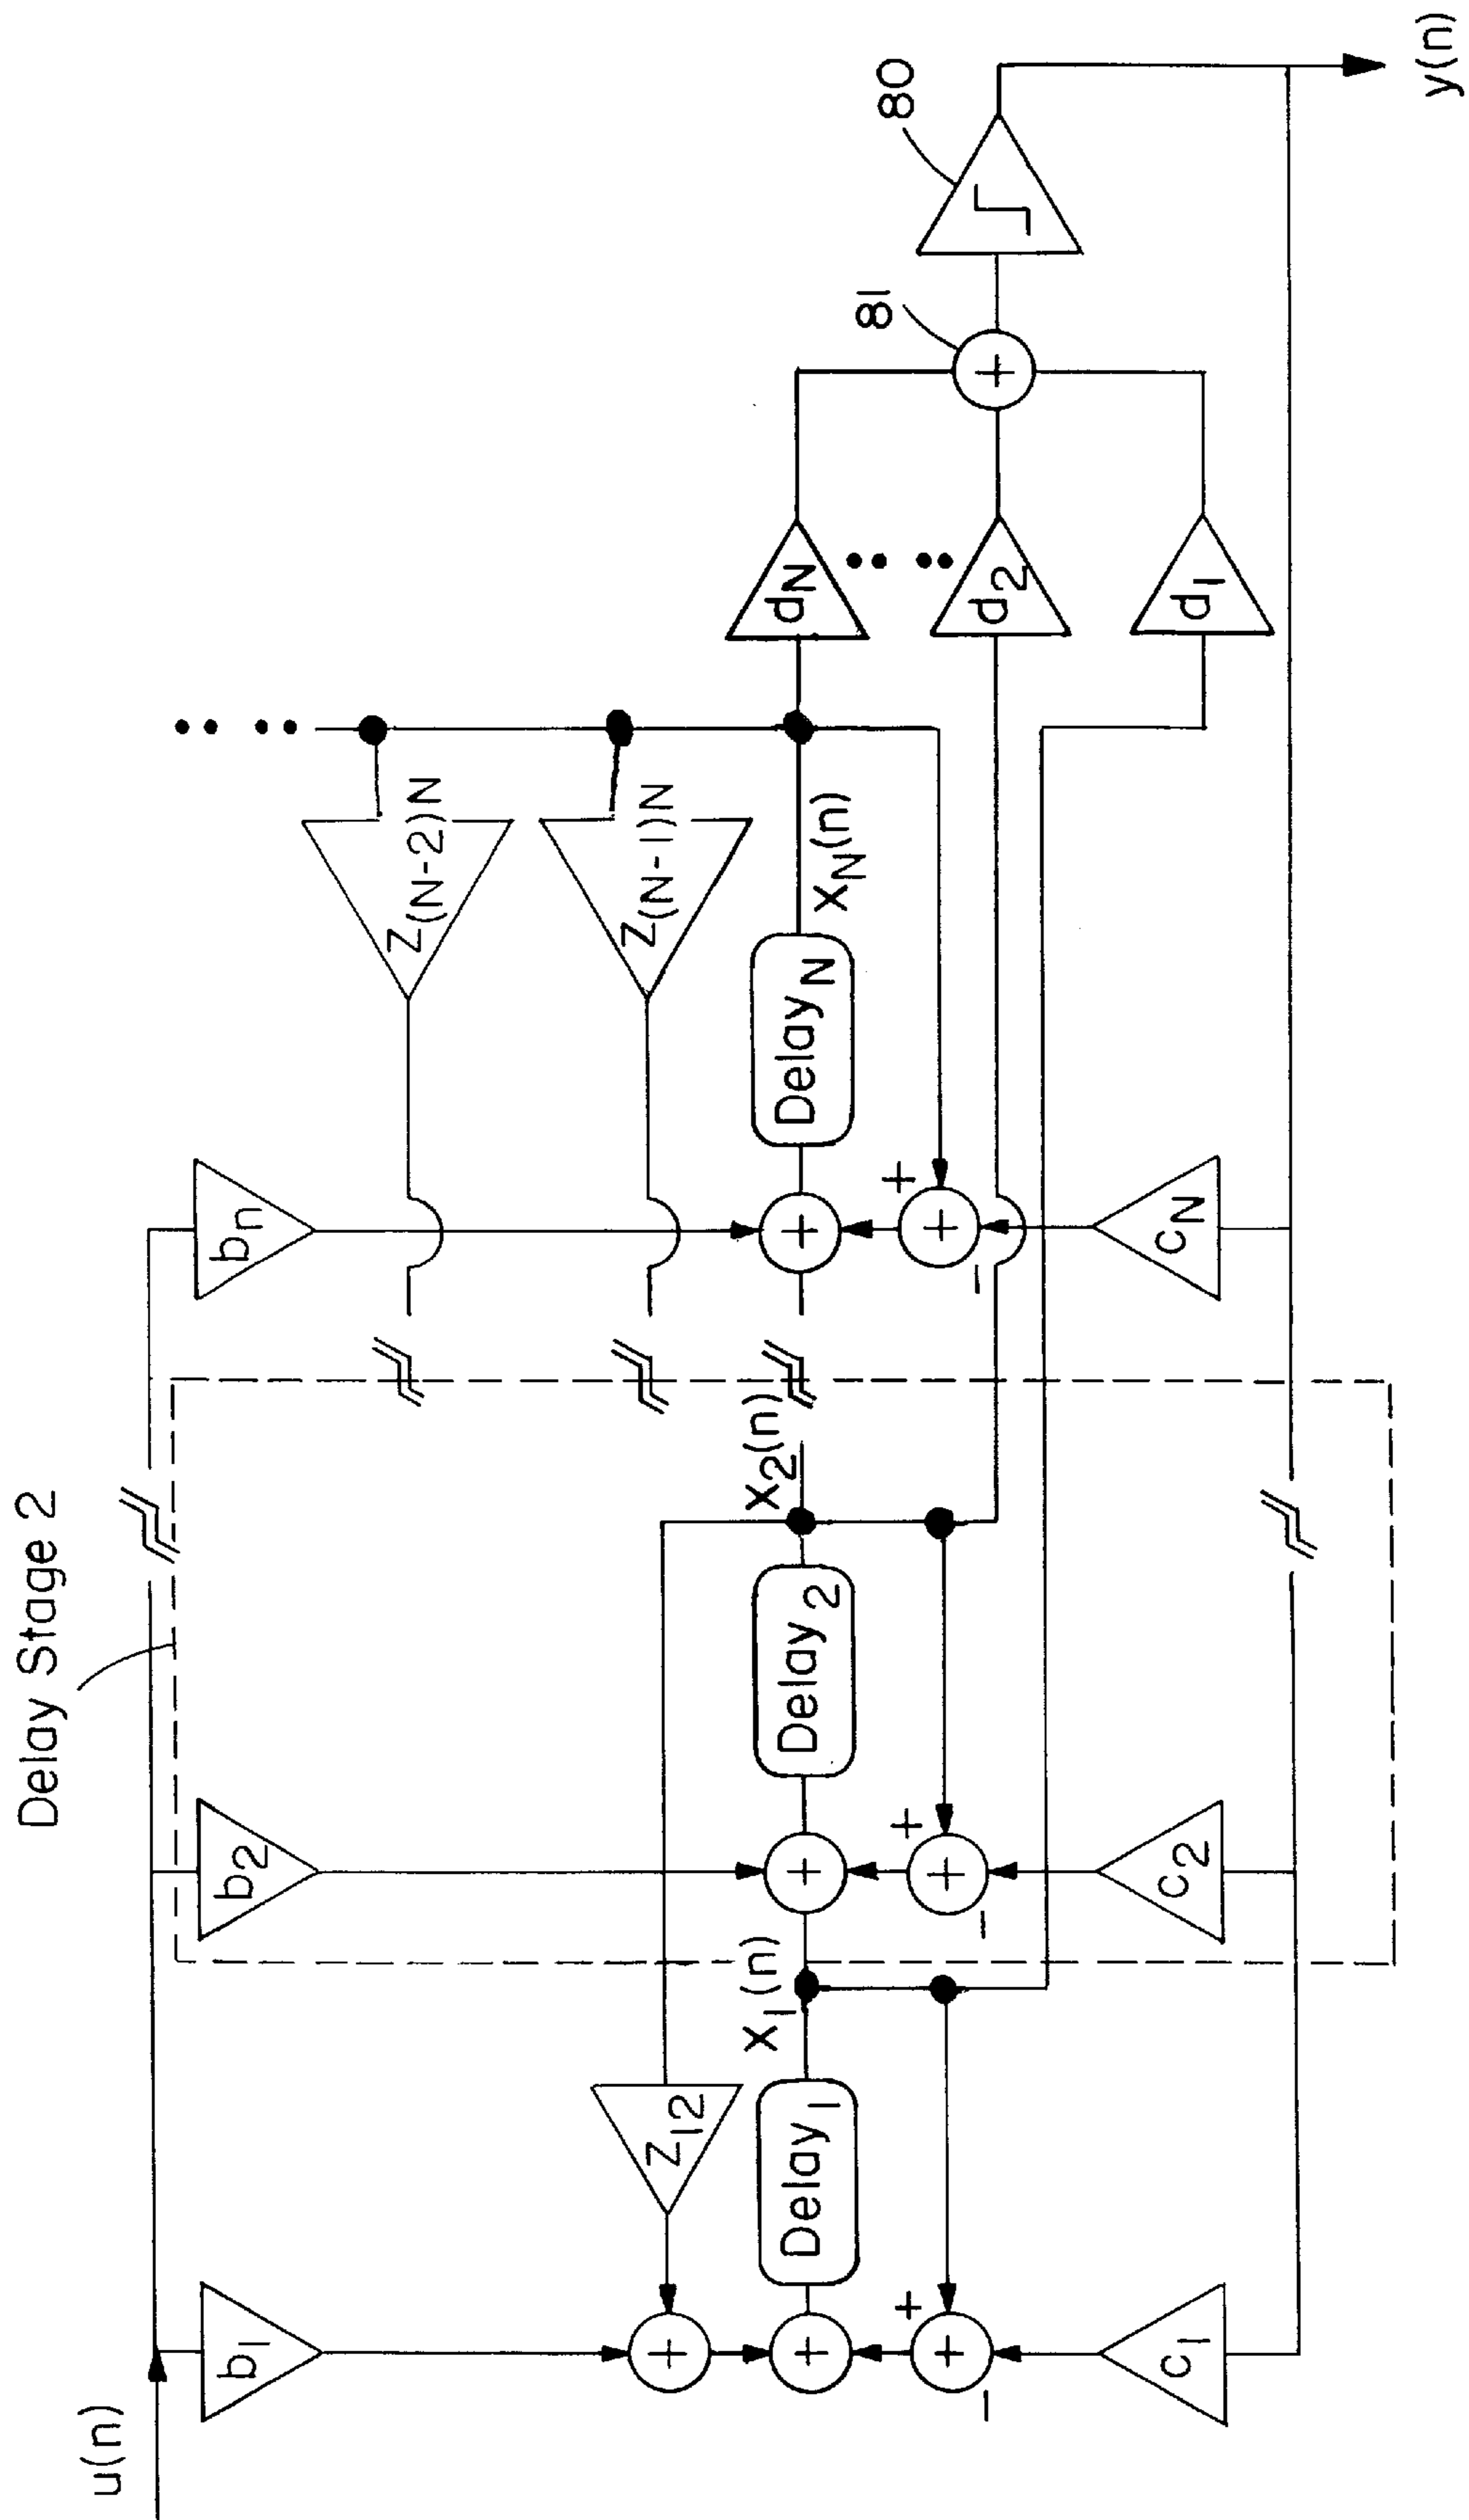 Delay Stage 2
u(n)
b1
b2
bn
Z12
Z(N-2)N
Z(N-1)N
Delay1
x1(n)
Delay2
x2(n)
DelayN
xN(n)
+
+
+
+
+
+
+
+
+
-
+
-
+
-
c1
c2
cN
dN
d2
d1
+
81
80
y(n)